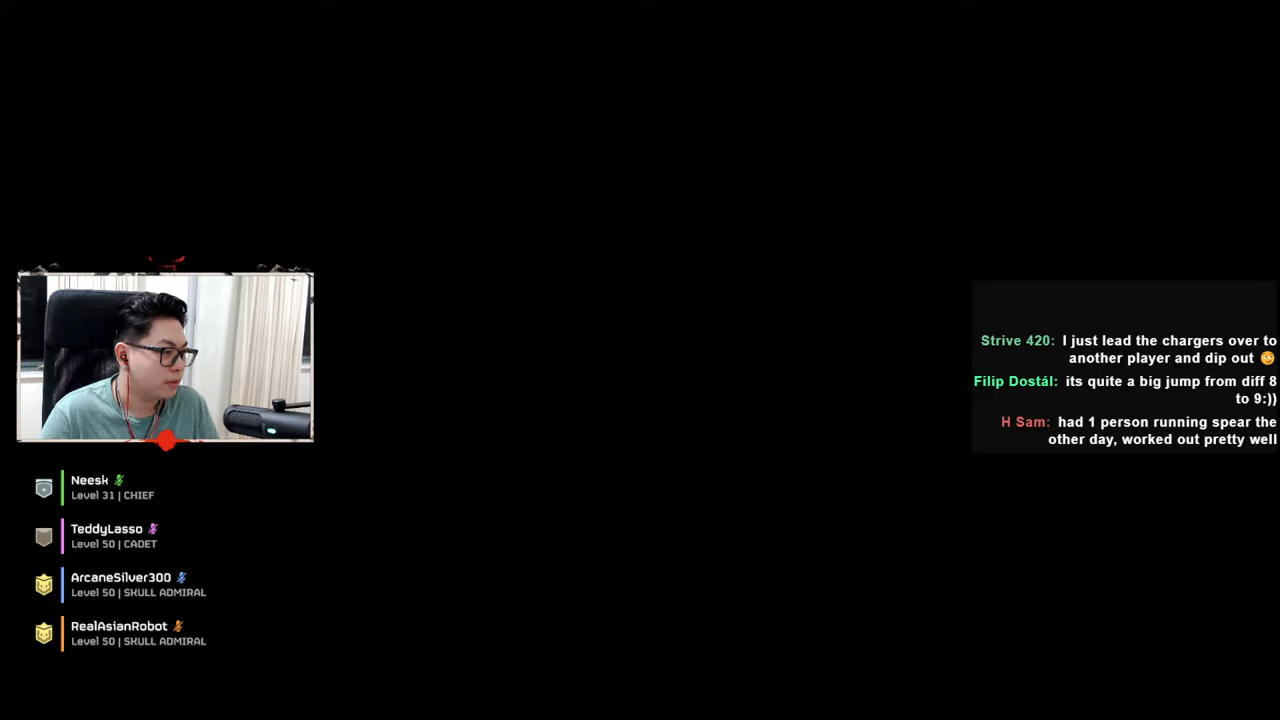 Strive 420: I just lead the chargers over to
another player and dip out
Filip Dostál: its quite a big jump from diff 8
to 9:))
H Sam: had 1 person running spear the
other day, worked out pretty well
Neesk
Level 31 | CHIEF
TeddyLasso
Level 50 | CADET
ArcaneSilver300
Level 50 | SKULL ADMIRAL
RealAsianRobot
Level 50 | SKULL ADMIRAL